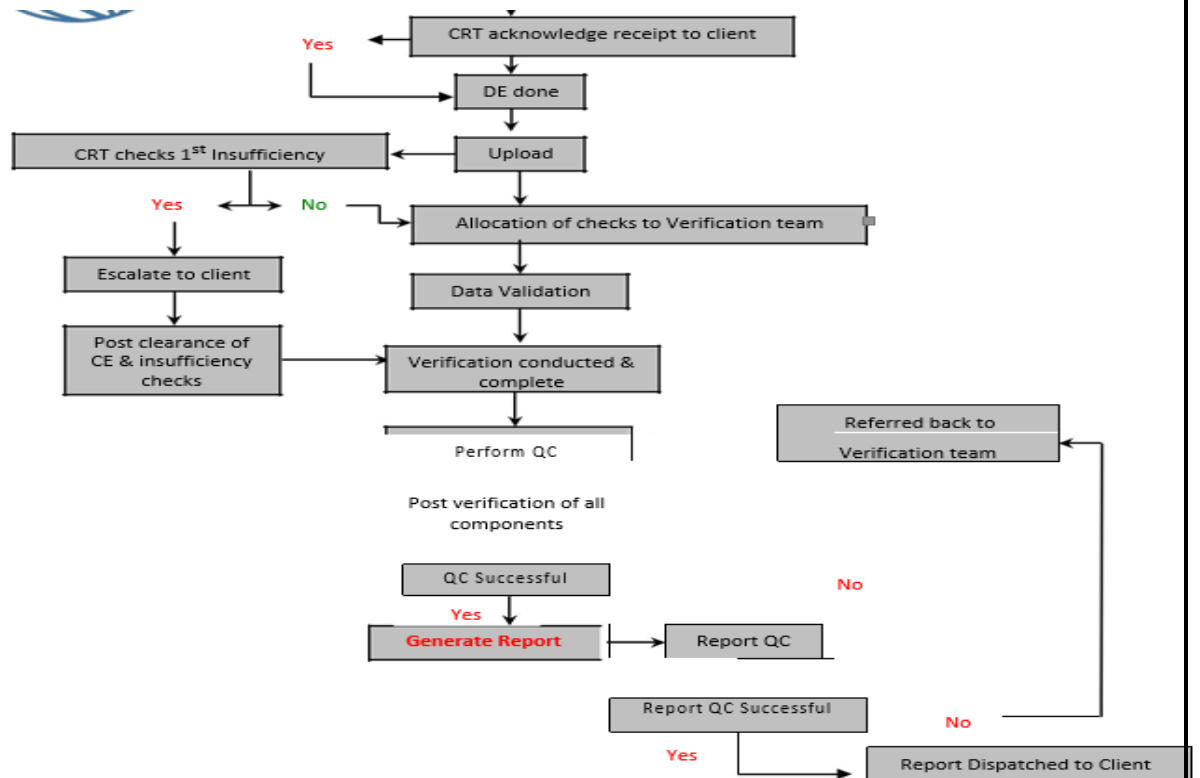 CRT acknowledge receipt to client
Yes
DE done
CRT checks 1st Insufficiency
Upload
Yes
No
Allocation of checks to Verification team
Escalate to client
Data Validation
Post clearance of
CE & insufficiency
checks
Verification conducted &
complete
Referred back to
Verification team
Perform QC
Post verification of all
components
QC Successful
No
Yes
Generate Report
Report QC
Report QC Successful
No
Yes
Report Dispatched to Client